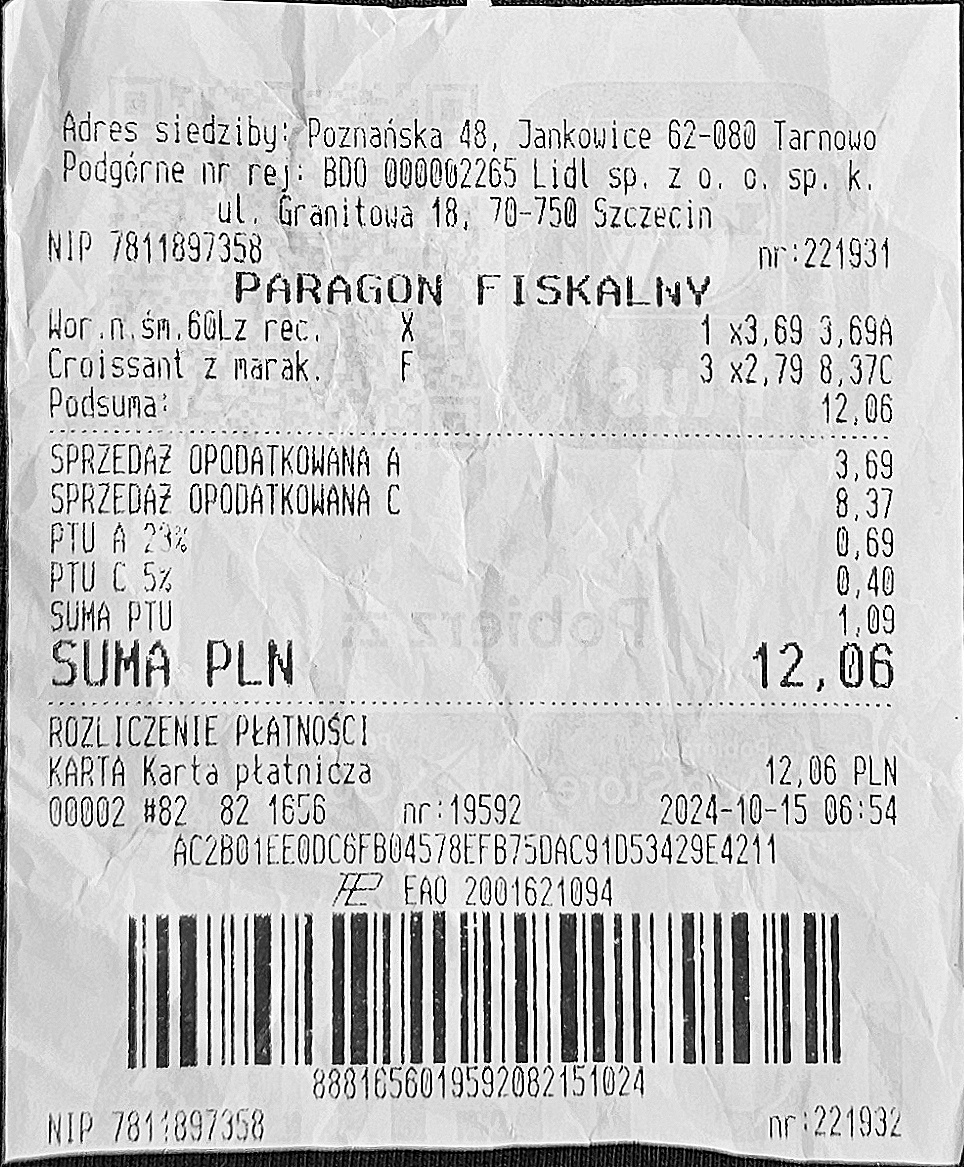 Adres siedziby: Poznańska 48, Jankowice 62-080 Tarnowo
Podgórne nr rej: BDO 000002265 Lidl sp. z o. o. sp. k.
ul. Granitowa 18, 70-750 Szczecin
NIP 7811897358 nr:221931
PARAGON FISKALNY
Wor.n.śm.60Lz rec. X 1 x3,69 3,69A
Croissant z marak. F 3 x2,79 8,37C
Podsuma: 12,06
SPRZEDAŻ OPODATKOWANA A 3,69
SPRZEDAŻ OPODATKOWANA C 8,37
PTU A 23% 0,69
PTU C 5% 0,40
SUMA PTU 1,09
SUMA PLN 12,06
ROZLICZENIE PŁATNOŚCI
KARTA Karta płatnicza 12,06 PLN
00002 #82 82 1656 nr:19592 2024-10-15 06:54
AC2B01EE0DC6FB04578EFB75DAC91D53429E4211
EAO 2001621094
8881656019592082151024
NIP 7811897358 nr:221932